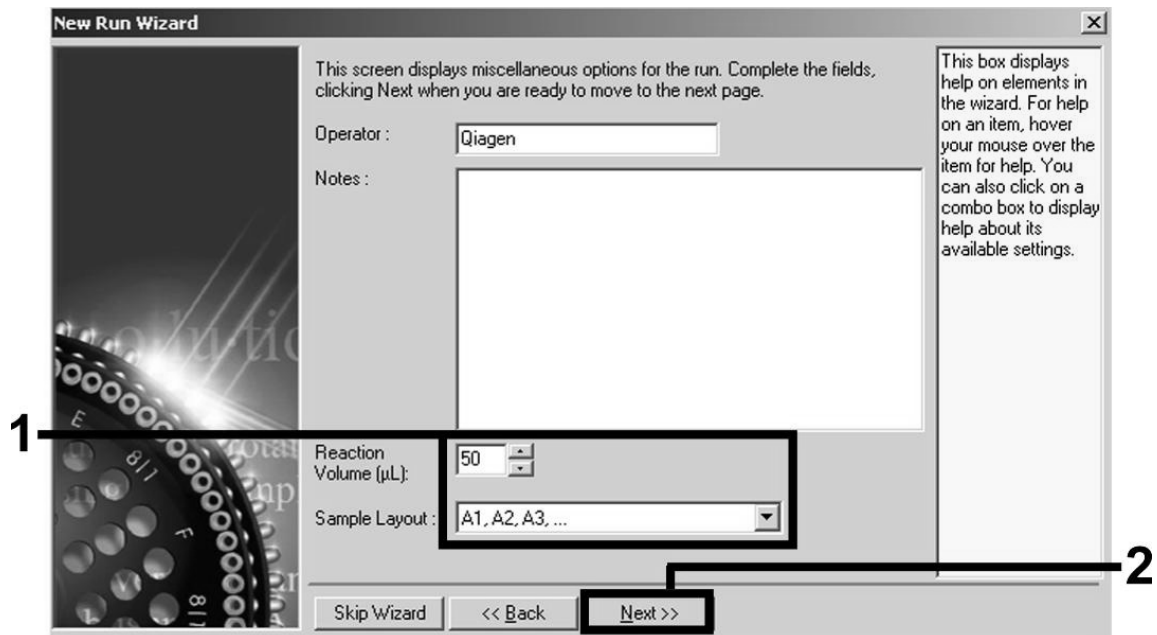 New Run Wizard
This screen displays miscellaneous options for the run. Complete the fields,
clicking Next when you are ready to move to the next page.
Operator :
Qiagen
Notes :
Reaction
Volume (µL):
50
Sample Layout :
A1, A2, A3, ...
Skip Wizard
<< Back
Next >>
This box displays
help on elements in
the wizard. For help
on an item, hover
your mouse over the
item for help. You
can also click on a
combo box to display
help about its
available settings.
1
2
E
8|1
F
8|1